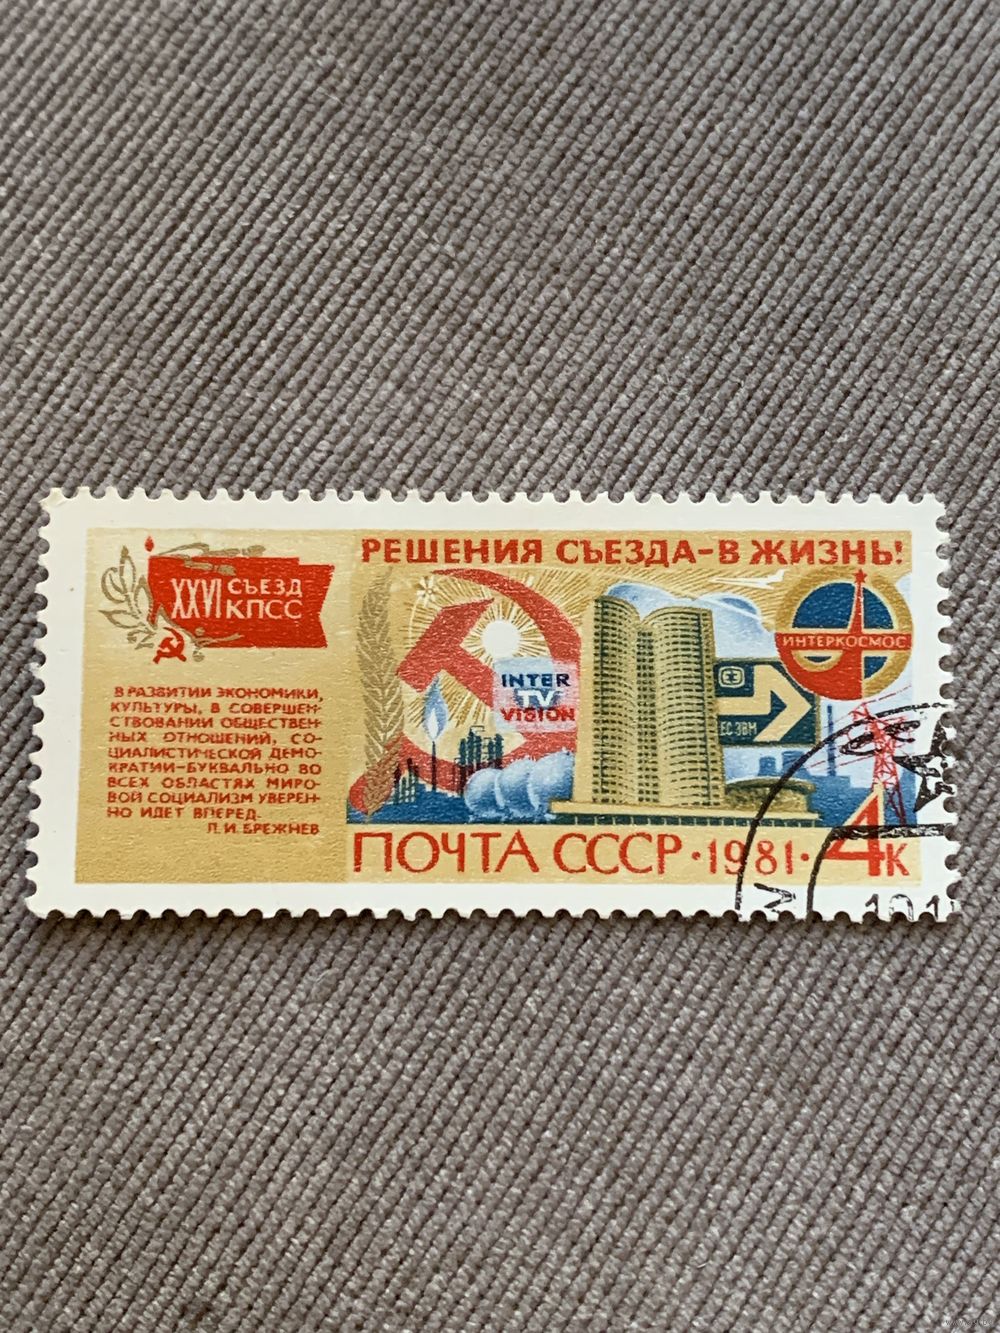 РЕШЕНИЯ СЪЕЗДА - В ЖИЗНЬ!
XXVI СЪЕЗД
КПСС
В РАЗВИТИИ ЭКОНОМИКИ,
КУЛЬТУРЫ, В СОВЕРШЕН-
СТВОВАНИИ ОБЩЕСТВЕН-
НЫХ ОТНОШЕНИЙ, СО-
ЦИАЛИСТИЧЕСКОЙ ДЕМО-
КРАТИИ-БУКВАЛЬНО ВО
ВСЕХ ОБЛАСТЯХ МИРО-
ВОЙ СОЦИАЛИЗМ УВЕРЕН-
НО ИДЕТ ВПЕРЕД.
Л.И. БРЕЖНЕВ
INTER
TV
VISION
ЕС ЭВМ
ИНТЕРКОСМОС
ПОЧТА СССР · 1981 · 4к